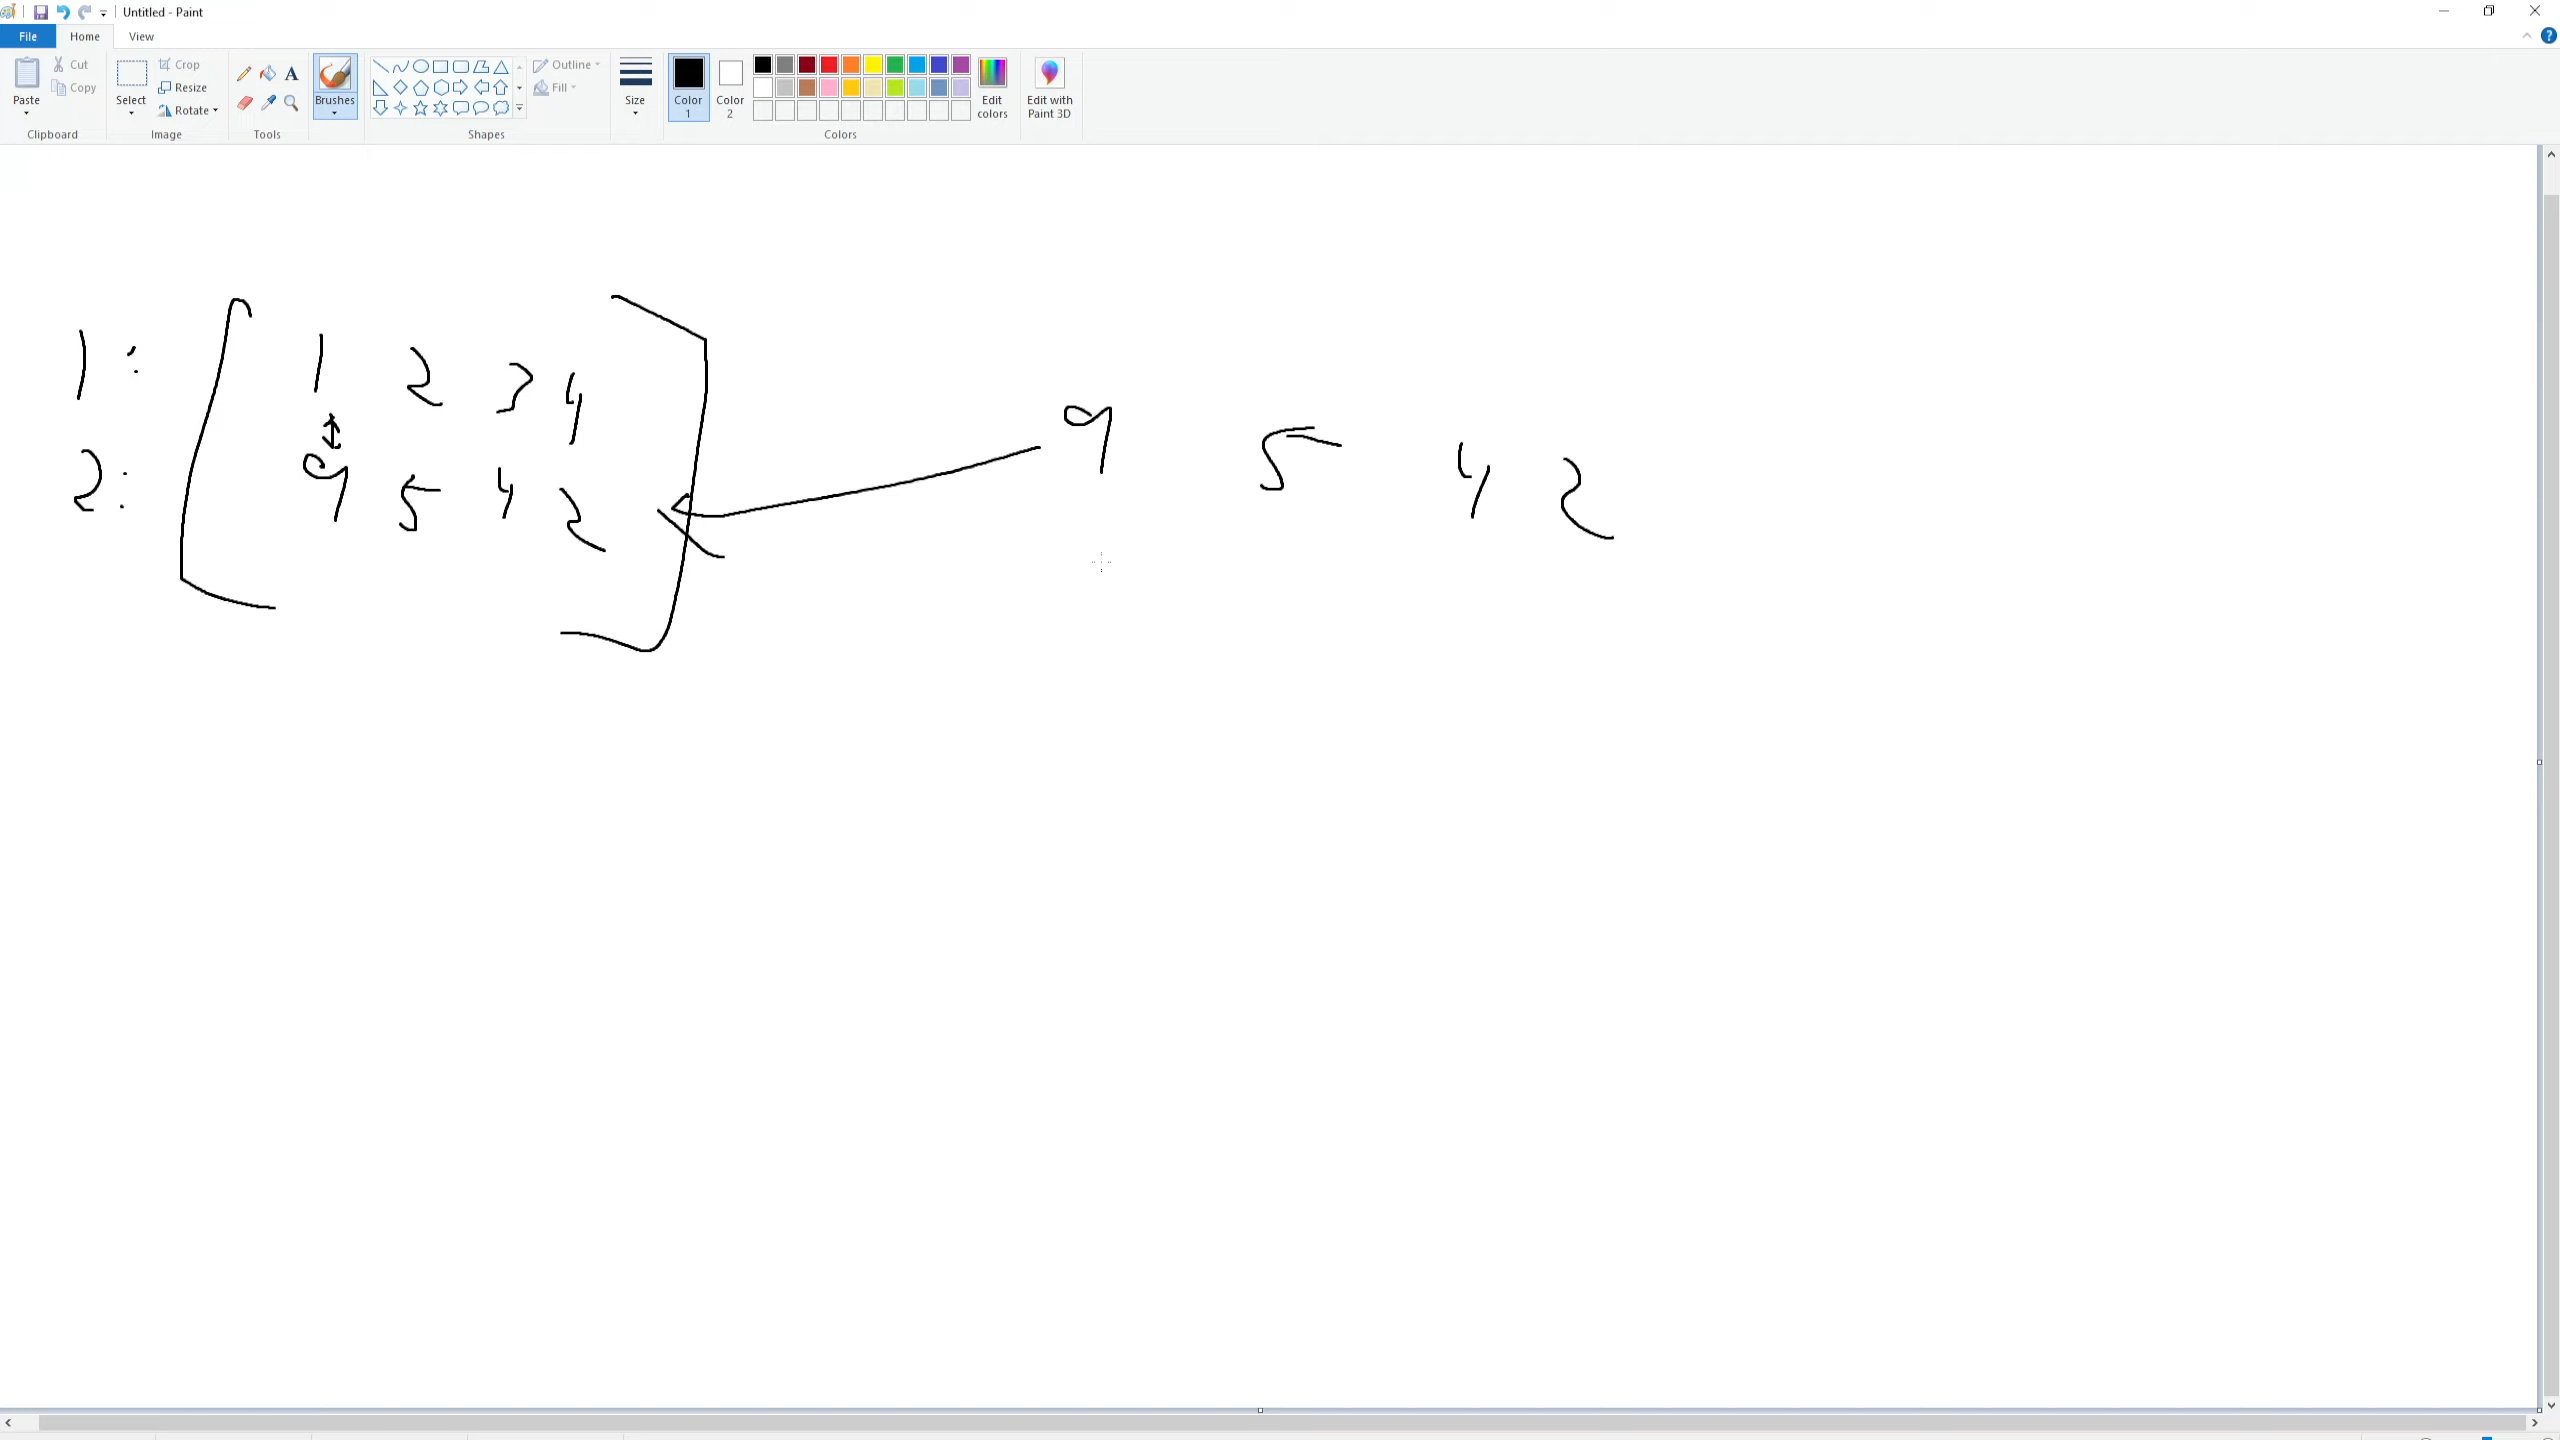 Untitled - Paint
File Home View
Paste
Cut
Copy
Clipboard
Select
Crop
Resize
Rotate
Image
Tools
Brushes
Shapes
Outline
Fill
Size
Color 1
Color 2
Colors
Edit colors
Edit with Paint 3D
1: 1 2 3 4
2: 9 5 4 2
9 5 4 2